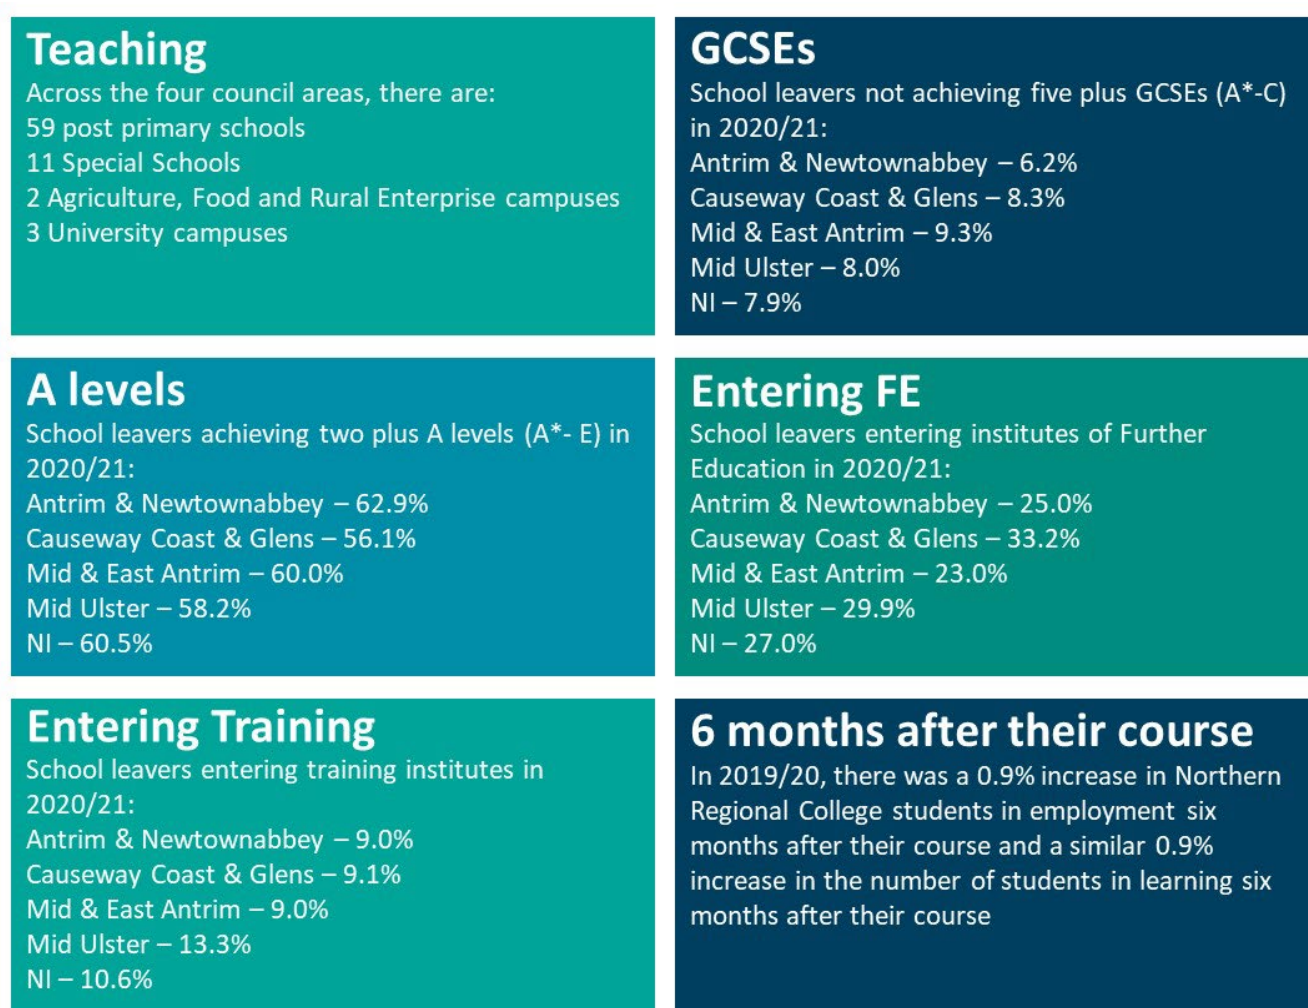 Teaching
Across the four council areas, there are:
59 post primary schools
11 Special Schools
2 Agriculture, Food and Rural Enterprise campuses
3 University campuses
GCSEs
School leavers not achieving five plus GCSEs (A*-C)
in 2020/21:
Antrim & Newtownabbey – 6.2%
Causeway Coast & Glens – 8.3%
Mid & East Antrim – 9.3%
Mid Ulster – 8.0%
NI – 7.9%
A levels
School leavers achieving two plus A levels (A*- E) in
2020/21:
Antrim & Newtownabbey – 62.9%
Causeway Coast & Glens – 56.1%
Mid & East Antrim – 60.0%
Mid Ulster – 58.2%
NI – 60.5%
Entering FE
School leavers entering institutes of Further
Education in 2020/21:
Antrim & Newtownabbey – 25.0%
Causeway Coast & Glens – 33.2%
Mid & East Antrim – 23.0%
Mid Ulster – 29.9%
NI – 27.0%
Entering Training
School leavers entering training institutes in
2020/21:
Antrim & Newtownabbey – 9.0%
Causeway Coast & Glens – 9.1%
Mid & East Antrim – 9.0%
Mid Ulster – 13.3%
NI – 10.6%
6 months after their course
In 2019/20, there was a 0.9% increase in Northern
Regional College students in employment six
months after their course and a similar 0.9%
increase in the number of students in learning six
months after their course